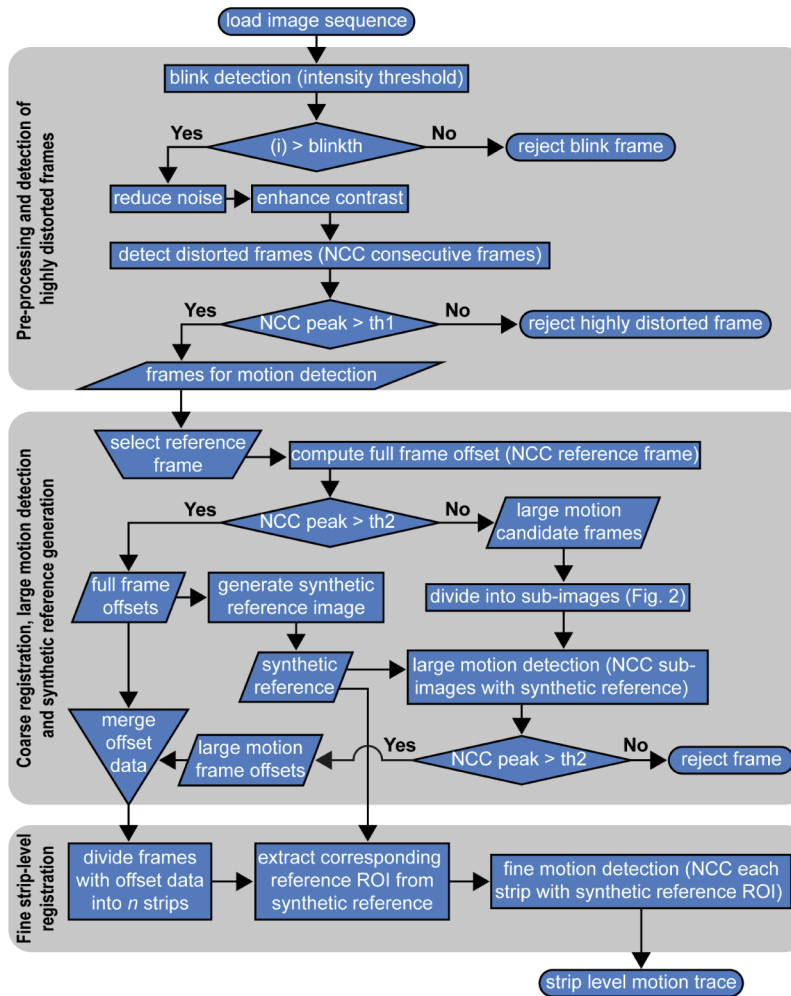 load image sequence
Pre-processing and detection of
highly distorted frames
blink detection (intensity threshold)
Yes
(i) > blinkth
No
reject blink frame
reduce noise
enhance contrast
detect distorted frames (NCC consecutive frames)
Yes
NCC peak > th1
No
reject highly distorted frame
frames for motion detection
Coarse registration, large motion detection
and synthetic reference generation
select reference
frame
compute full frame offset (NCC reference frame)
Yes
NCC peak > th2
No
large motion
candidate frames
full frame
offsets
generate synthetic
reference image
divide into sub-images (Fig. 2)
synthetic
reference
large motion detection (NCC sub-
images with synthetic reference)
merge
offset
data
large motion
frame offsets
Yes
NCC peak > th2
No
reject frame
Fine strip-level
registration
divide frames
with offset data
into n strips
extract corresponding
reference ROI from
synthetic reference
fine motion detection (NCC each
strip with synthetic reference ROI)
strip level motion trace